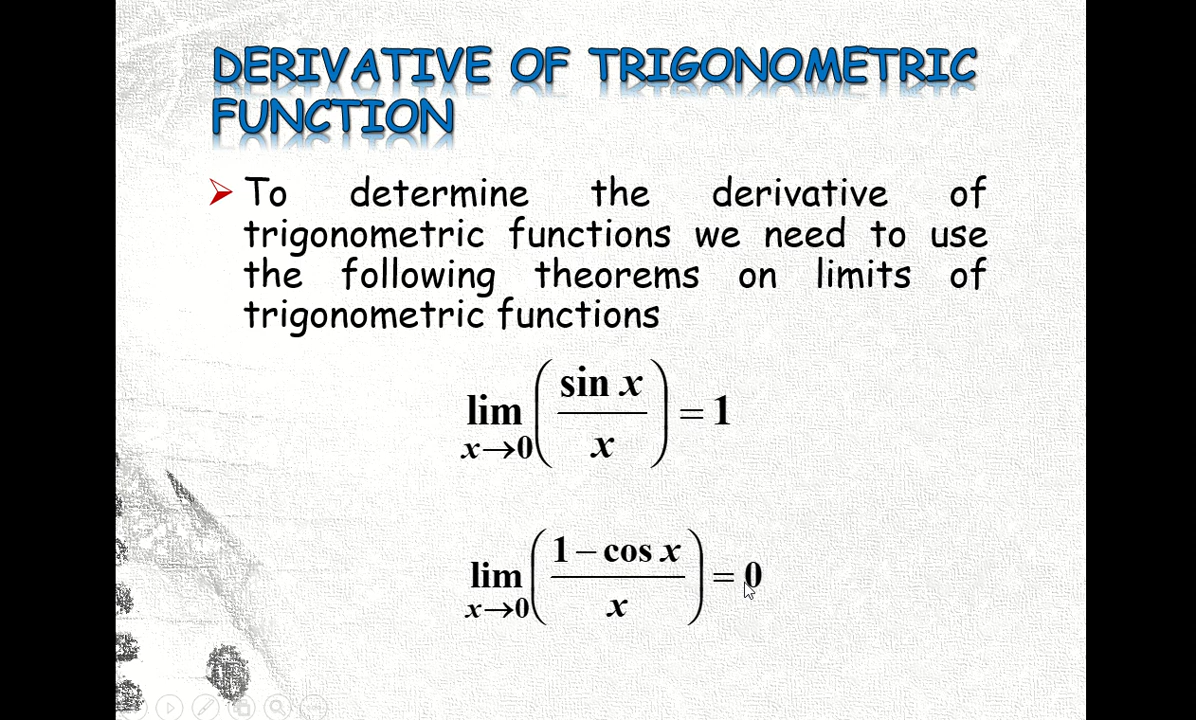 DERIVATIVE OF TRIGONOMETRIC
FUNCTION
To determine the derivative of
trigonometric functions we need to use
the following theorems on limits of
trigonometric functions
lim x→0 (sin x / x) = 1
lim x→0 (1 − cos x / x) = 0